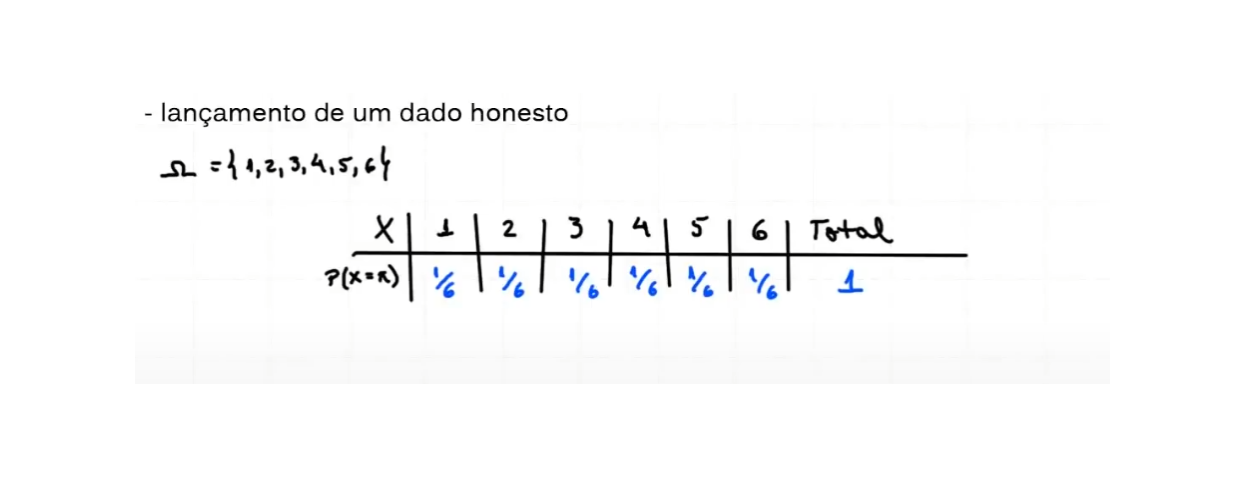 - lançamento de um dado honesto
Ω = {1, 2, 3, 4, 5, 6}
X | 1 | 2 | 3 | 4 | 5 | 6 | Total
P(X=x) | 1/6 | 1/6 | 1/6 | 1/6 | 1/6 | 1/6 | 1